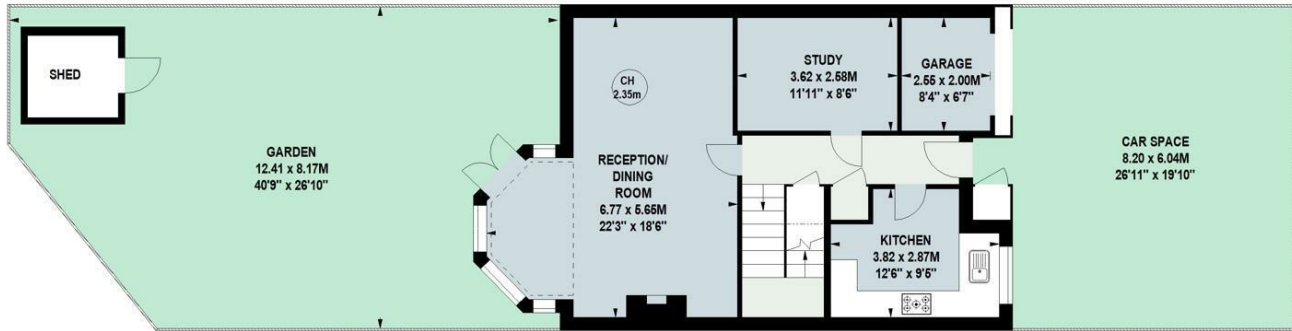 SHED
GARDEN
12.41 x 8.17M
40'9" x 26'10"
CH
2.35m
RECEPTION/
DINING
ROOM
6.77 x 5.65M
22'3" x 18'6"
STUDY
3.62 x 2.58M
11'11" x 8'6"
GARAGE
2.55 x 2.00M
8'4" x 6'7"
KITCHEN
3.82 x 2.87M
12'6" x 9'5"
CAR SPACE
8.20 x 6.04M
26'11" x 19'10"